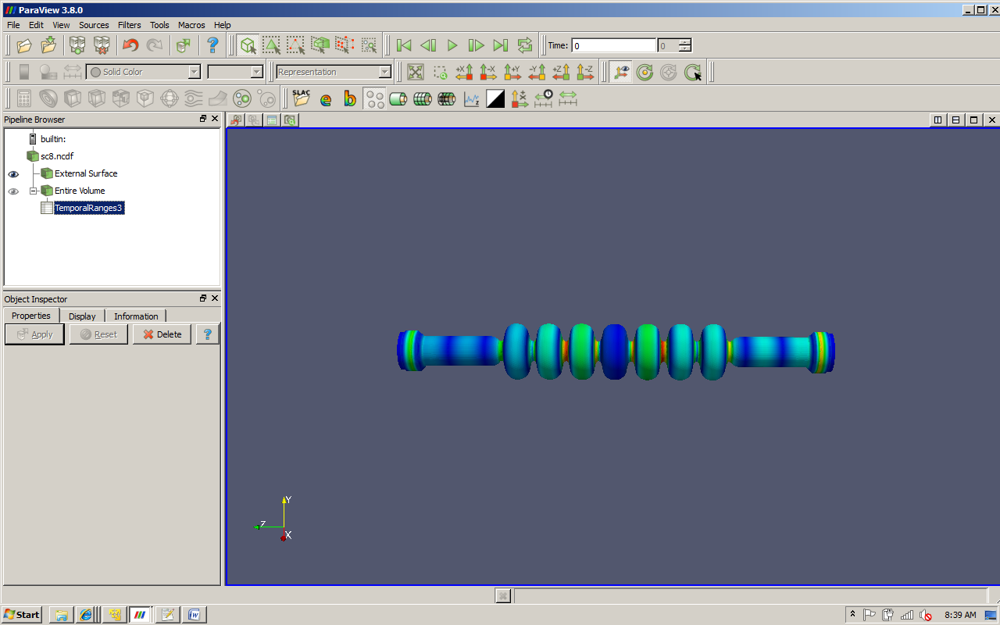 ParaView 3.8.0
File Edit View Sources Filters Tools Macros Help
Time: 0 0
Solid Color Representation +X -X +Y -Y +Z -Z
SLAC e b z +X
Pipeline Browser
builtin:
sc8.ncdf
External Surface
Entire Volume
TemporalRanges3
Object Inspector
Properties Display Information
Apply Reset Delete ?
Y
Z
X
Start 8:39 AM